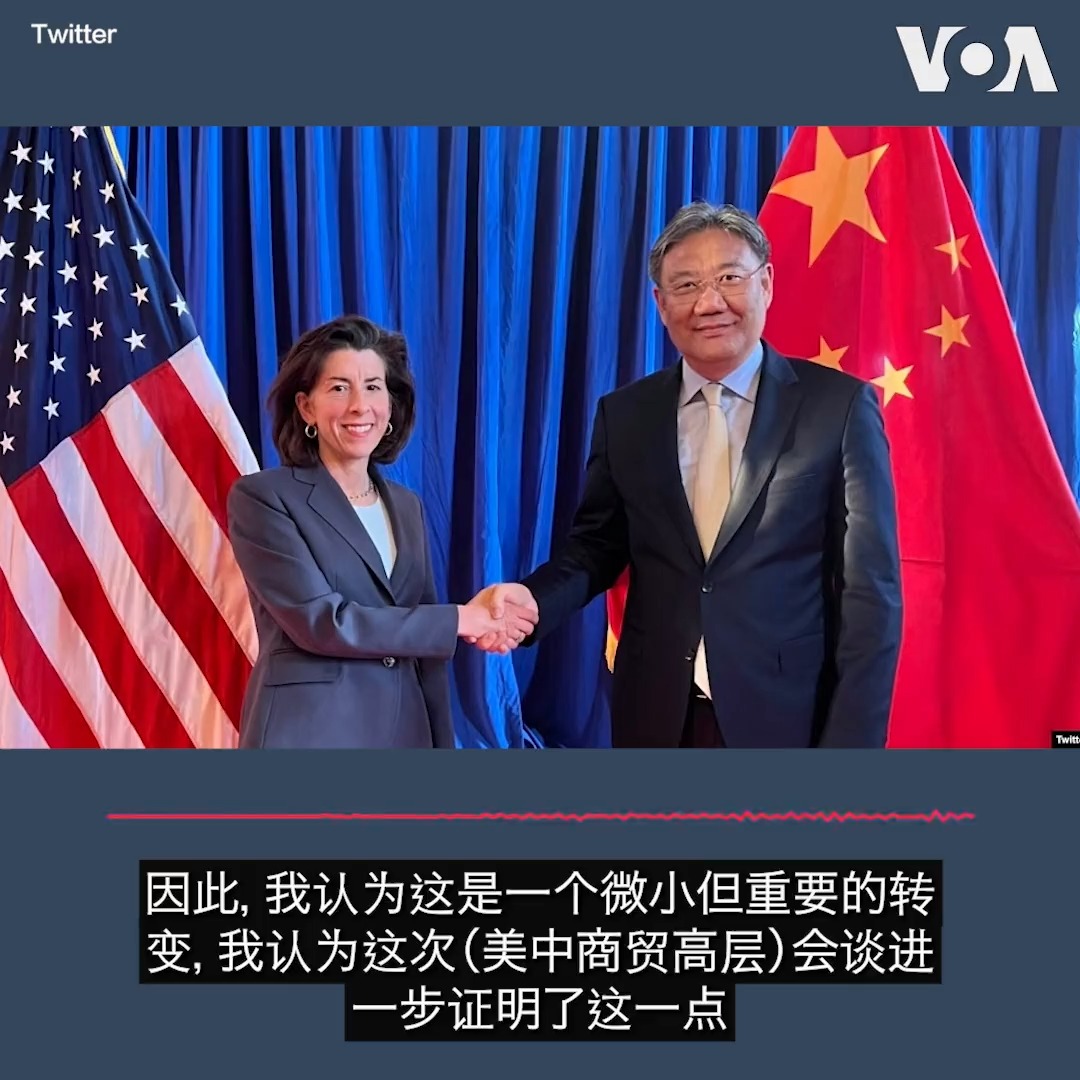 Twitter
VOA
因此, 我认为这是一个微小但重要的转
变, 我认为这次(美中商贸高层)会谈进
一步证明了这一点